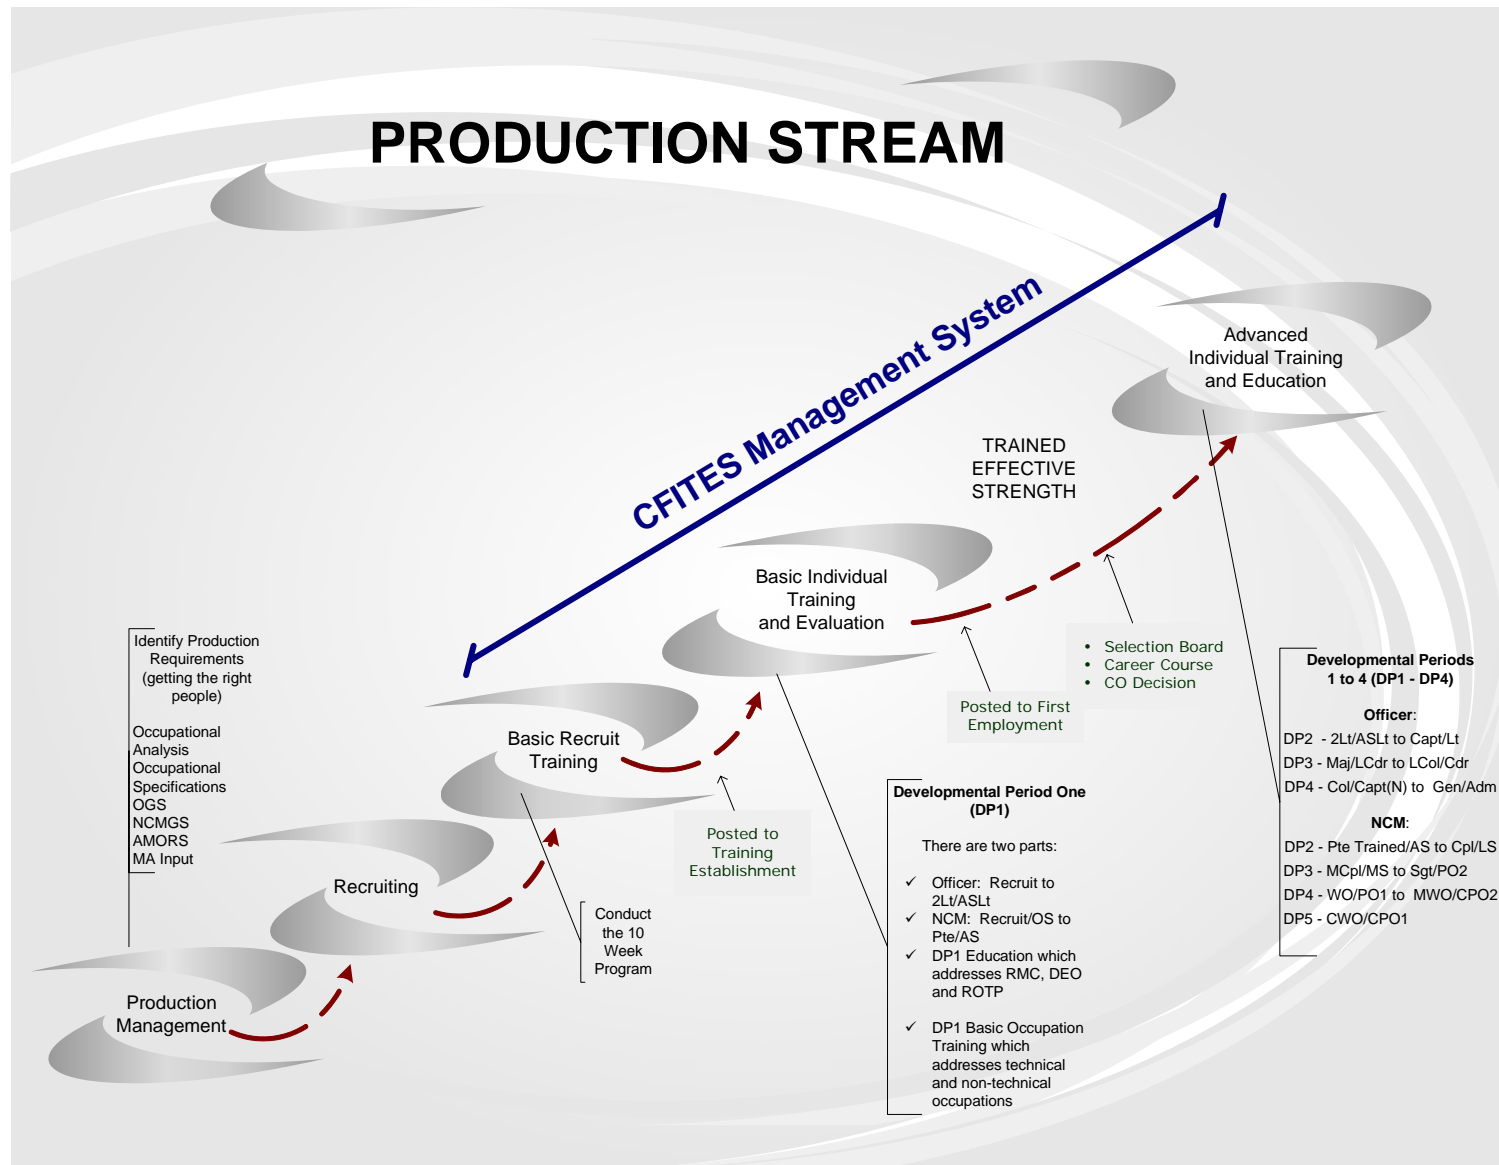 PRODUCTION STREAM
CFITES Management System
Advanced
Individual Training
and Education
TRAINED
EFFECTIVE
STRENGTH
Basic Individual
Training
and Evaluation
Identify Production
Requirements
(getting the right
people)
Occupational
Analysis
Occupational
Specifications
OGS
NCMGS
AMORS
MA Input
Basic Recruit
Training
Recruiting
Production
Management
Conduct
the 10
Week
Program
Posted to
Training
Establishment
Posted to First
Employment
• Selection Board
• Career Course
• CO Decision
Developmental Period One
(DP1)
There are two parts:
✓ Officer: Recruit to
2Lt/ASLt
✓ NCM: Recruit/OS to
Pte/AS
✓ DP1 Education which
addresses RMC, DEO
and ROTP
✓ DP1 Basic Occupation
Training which
addresses technical
and non-technical
occupations
Developmental Periods
1 to 4 (DP1 - DP4)
Officer:
DP2 - 2Lt/ASLt to Capt/Lt
DP3 - Maj/LCdr to LCol/Cdr
DP4 - Col/Capt(N) to Gen/Adm
NCM:
DP2 - Pte Trained/AS to Cpl/LS
DP3 - MCpl/MS to Sgt/PO2
DP4 - WO/PO1 to MWO/CPO2
DP5 - CWO/CPO1